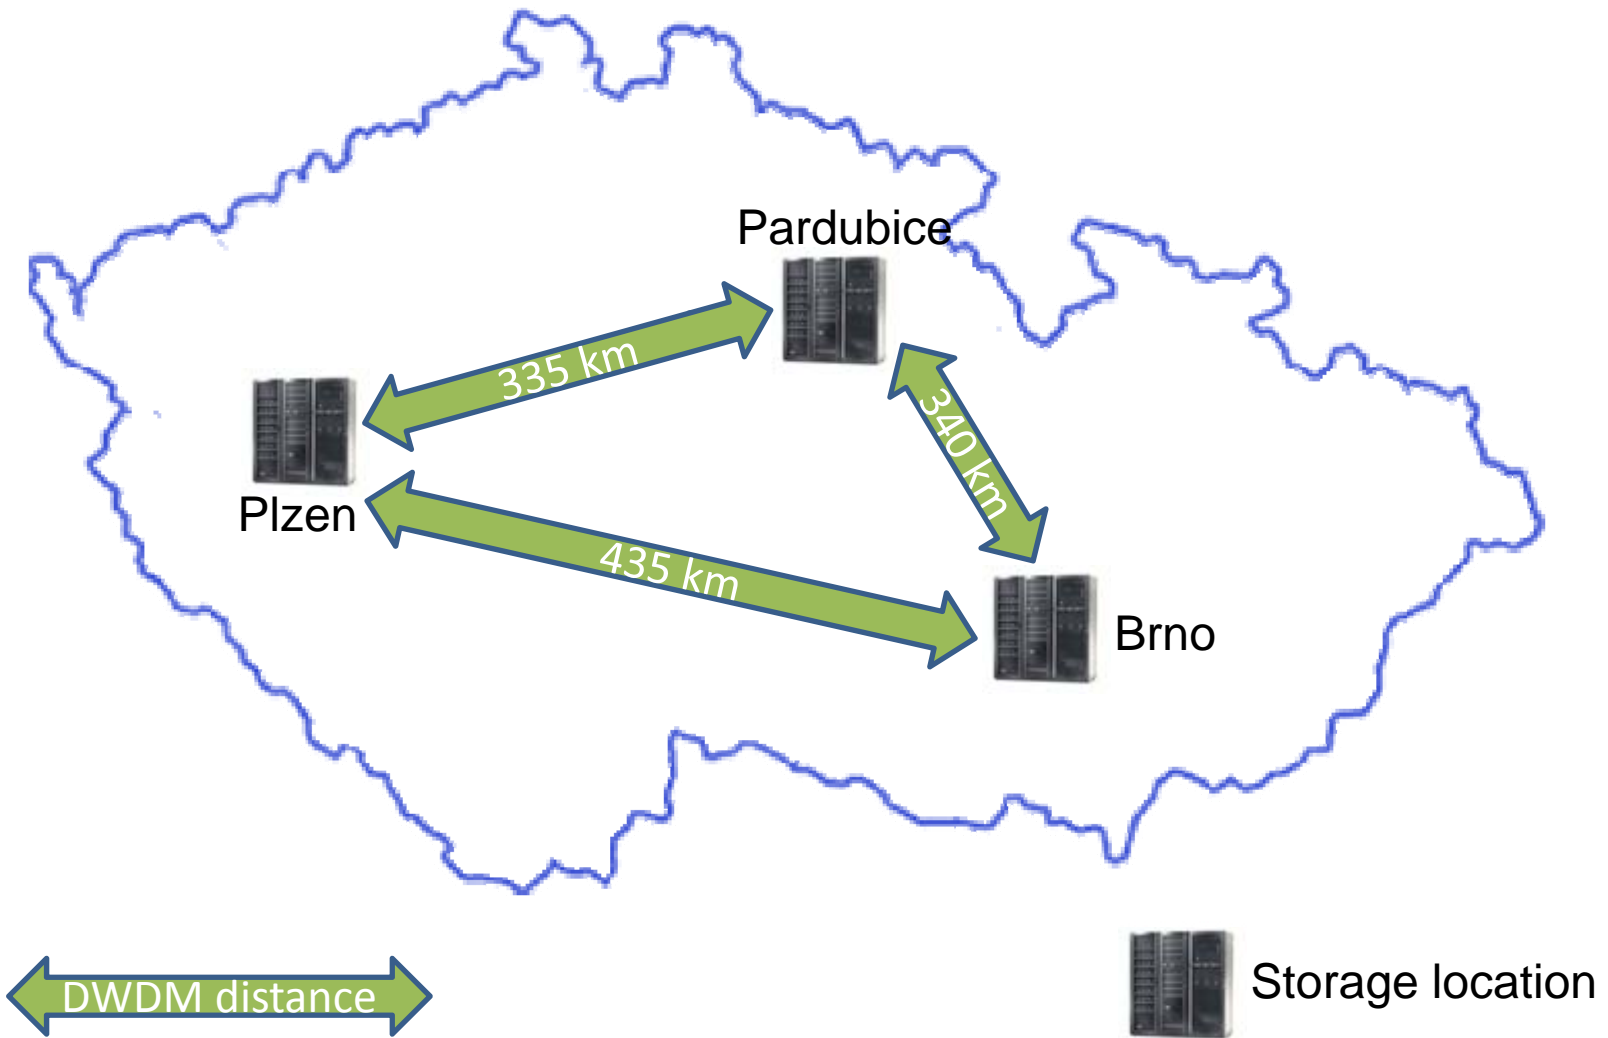 Pardubice
335 km
340 km
Plzen
435 km
Brno
DWDM distance
Storage location